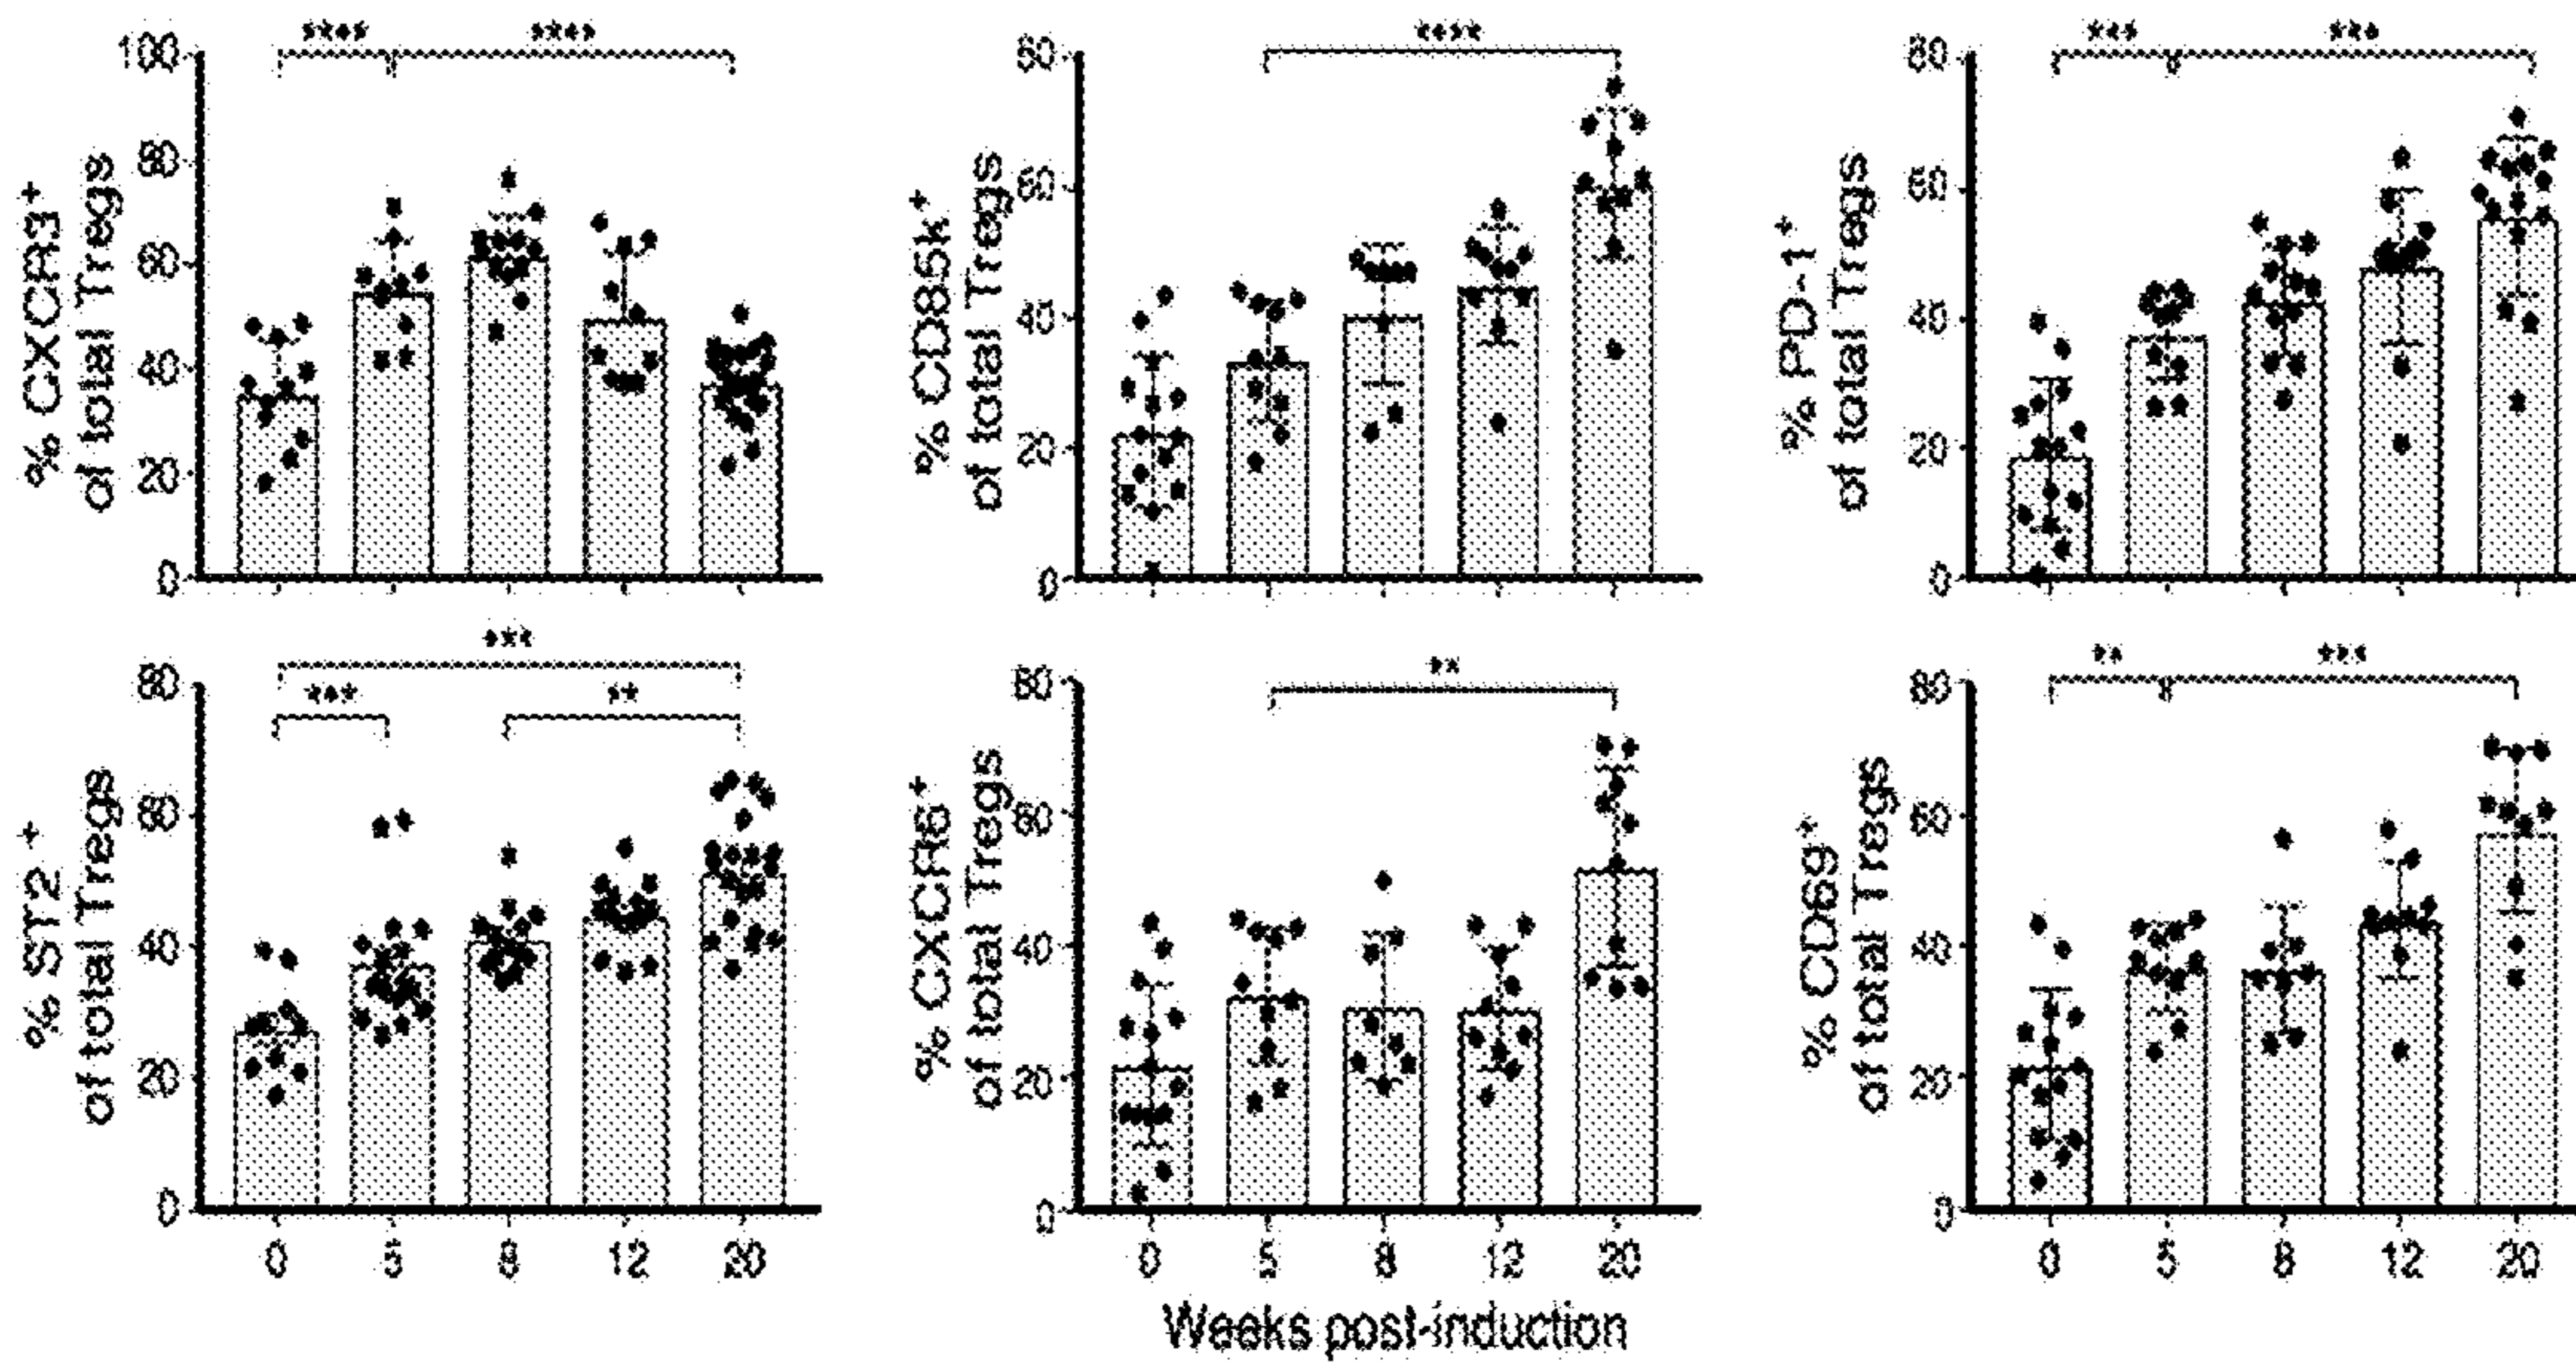 **** ****
100
80
60
40
20
0
% CXCR3+
of total Tregs
****
80
60
40
20
0
% CD85k+
of total Tregs
*** ***
80
60
40
20
0
% PD-1+
of total Tregs
***
*** **
80
60
40
20
0
% ST2 +
of total Tregs
0 5 8 12 20
**
80
60
40
20
0
% CXCR6+
of total Tregs
0 5 8 12 20
** ***
80
60
40
20
0
% CD69+
of total Tregs
0 5 8 12 20
Weeks post-induction